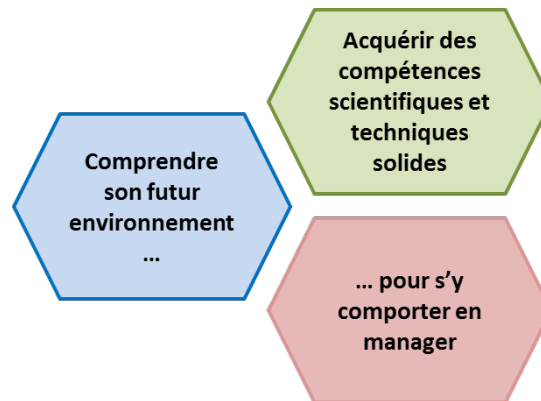 Acquérir des
compétences
scientifiques et
techniques
solides
Comprendre
son futur
environnement
...
... pour s’y
comporter en
manager